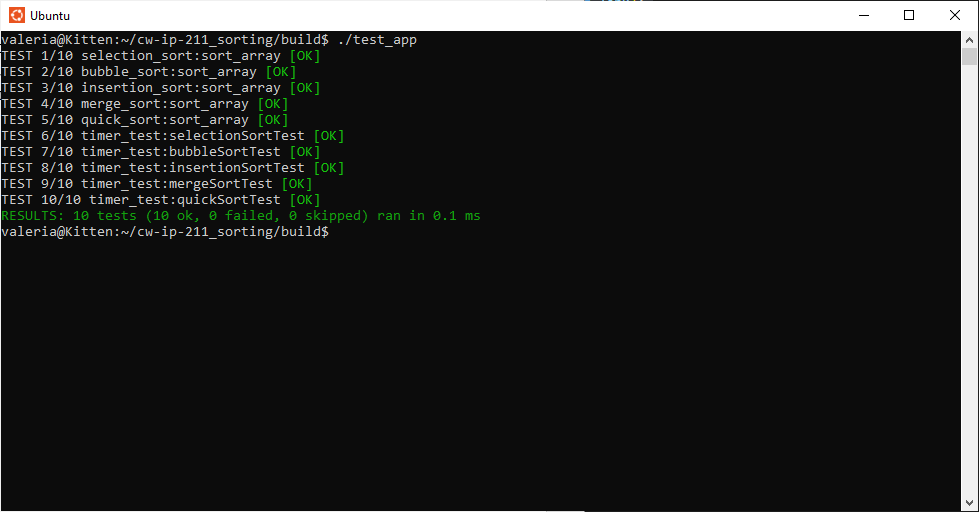 Ubuntu
valeria@Kitten:~/cw-ip-211_sorting/build$ ./test_app
TEST 1/10 selection_sort:sort_array [OK]
TEST 2/10 bubble_sort:sort_array [OK]
TEST 3/10 insertion_sort:sort_array [OK]
TEST 4/10 merge_sort:sort_array [OK]
TEST 5/10 quick_sort:sort_array [OK]
TEST 6/10 timer_test:selectionSortTest [OK]
TEST 7/10 timer_test:bubbleSortTest [OK]
TEST 8/10 timer_test:insertionSortTest [OK]
TEST 9/10 timer_test:mergeSortTest [OK]
TEST 10/10 timer_test:quickSortTest [OK]
RESULTS: 10 tests (10 ok, 0 failed, 0 skipped) ran in 0.1 ms
valeria@Kitten:~/cw-ip-211_sorting/build$